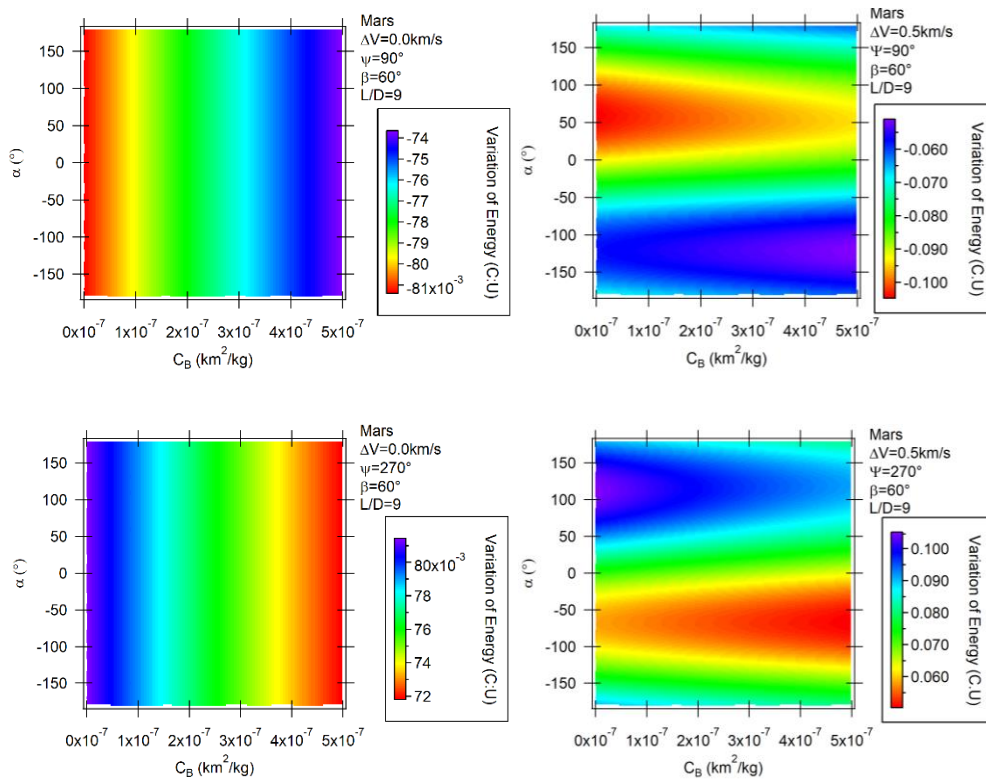 Mars
ΔV=0.0km/s
ψ=90°
β=60°
L/D=9
Variation of Energy (C:U)
-74
-75
-76
-77
-78
-79
-80
-81x10⁻³
α (°)
150
100
50
0
-50
-100
-150
0x10⁻⁷ 1x10⁻⁷ 2x10⁻⁷ 3x10⁻⁷ 4x10⁻⁷ 5x10⁻⁷
C_B (km²/kg)
Mars
ΔV=0.5km/s
Ψ=90°
β=60°
L/D=9
Variation of Energy (C:U)
-0.060
-0.070
-0.080
-0.090
-0.100
α (°)
150
100
50
0
-50
-100
-150
0x10⁻⁷ 1x10⁻⁷ 2x10⁻⁷ 3x10⁻⁷ 4x10⁻⁷ 5x10⁻⁷
C_B (km²/kg)
Mars
ΔV=0.0km/s
ψ=270°
β=60°
L/D=9
Variation of Energy (C:U)
80x10⁻³
78
76
74
72
α (°)
150
100
50
0
-50
-100
-150
0x10⁻⁷ 1x10⁻⁷ 2x10⁻⁷ 3x10⁻⁷ 4x10⁻⁷ 5x10⁻⁷
C_B (km²/kg)
Mars
ΔV=0.5km/s
Ψ=270°
β=60°
L/D=9
Variation of Energy (C:U)
0.100
0.090
0.080
0.070
0.060
α (°)
150
100
50
0
-50
-100
-150
0x10⁻⁷ 1x10⁻⁷ 2x10⁻⁷ 3x10⁻⁷ 4x10⁻⁷ 5x10⁻⁷
C_B (km²/kg)